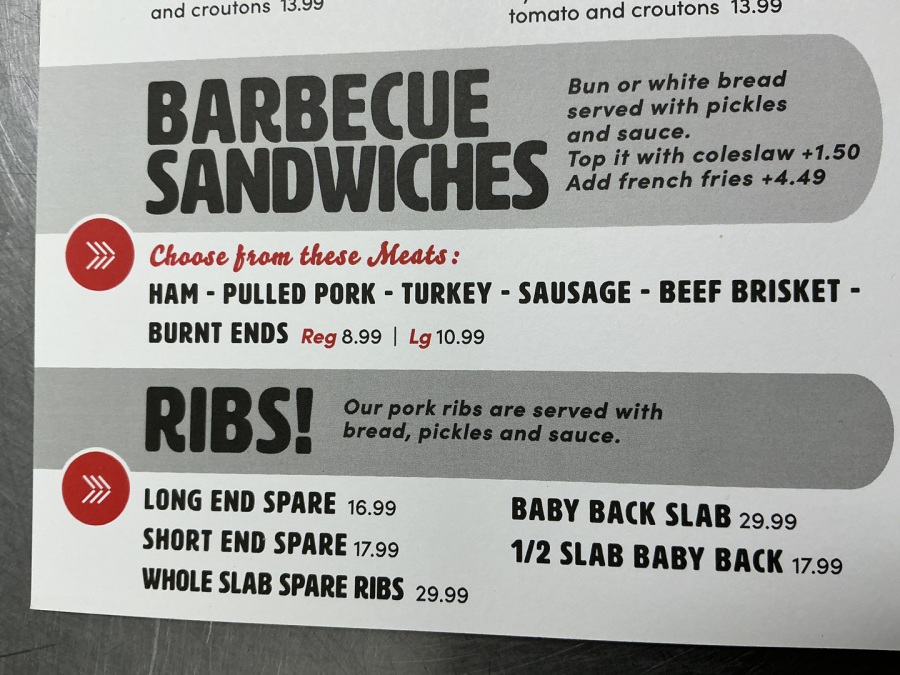 and croutons 13.99
tomato and croutons 13.99
BARBECUE
SANDWICHES
Bun or white bread
served with pickles
and sauce.
Top it with coleslaw +1.50
Add french fries +4.49
Choose from these Meats:
HAM - PULLED PORK - TURKEY - SAUSAGE - BEEF BRISKET -
BURNT ENDS Reg 8.99 | Lg 10.99
RIBS!
Our pork ribs are served with
bread, pickles and sauce.
LONG END SPARE 16.99
SHORT END SPARE 17.99
WHOLE SLAB SPARE RIBS 29.99
BABY BACK SLAB 29.99
1/2 SLAB BABY BACK 17.99